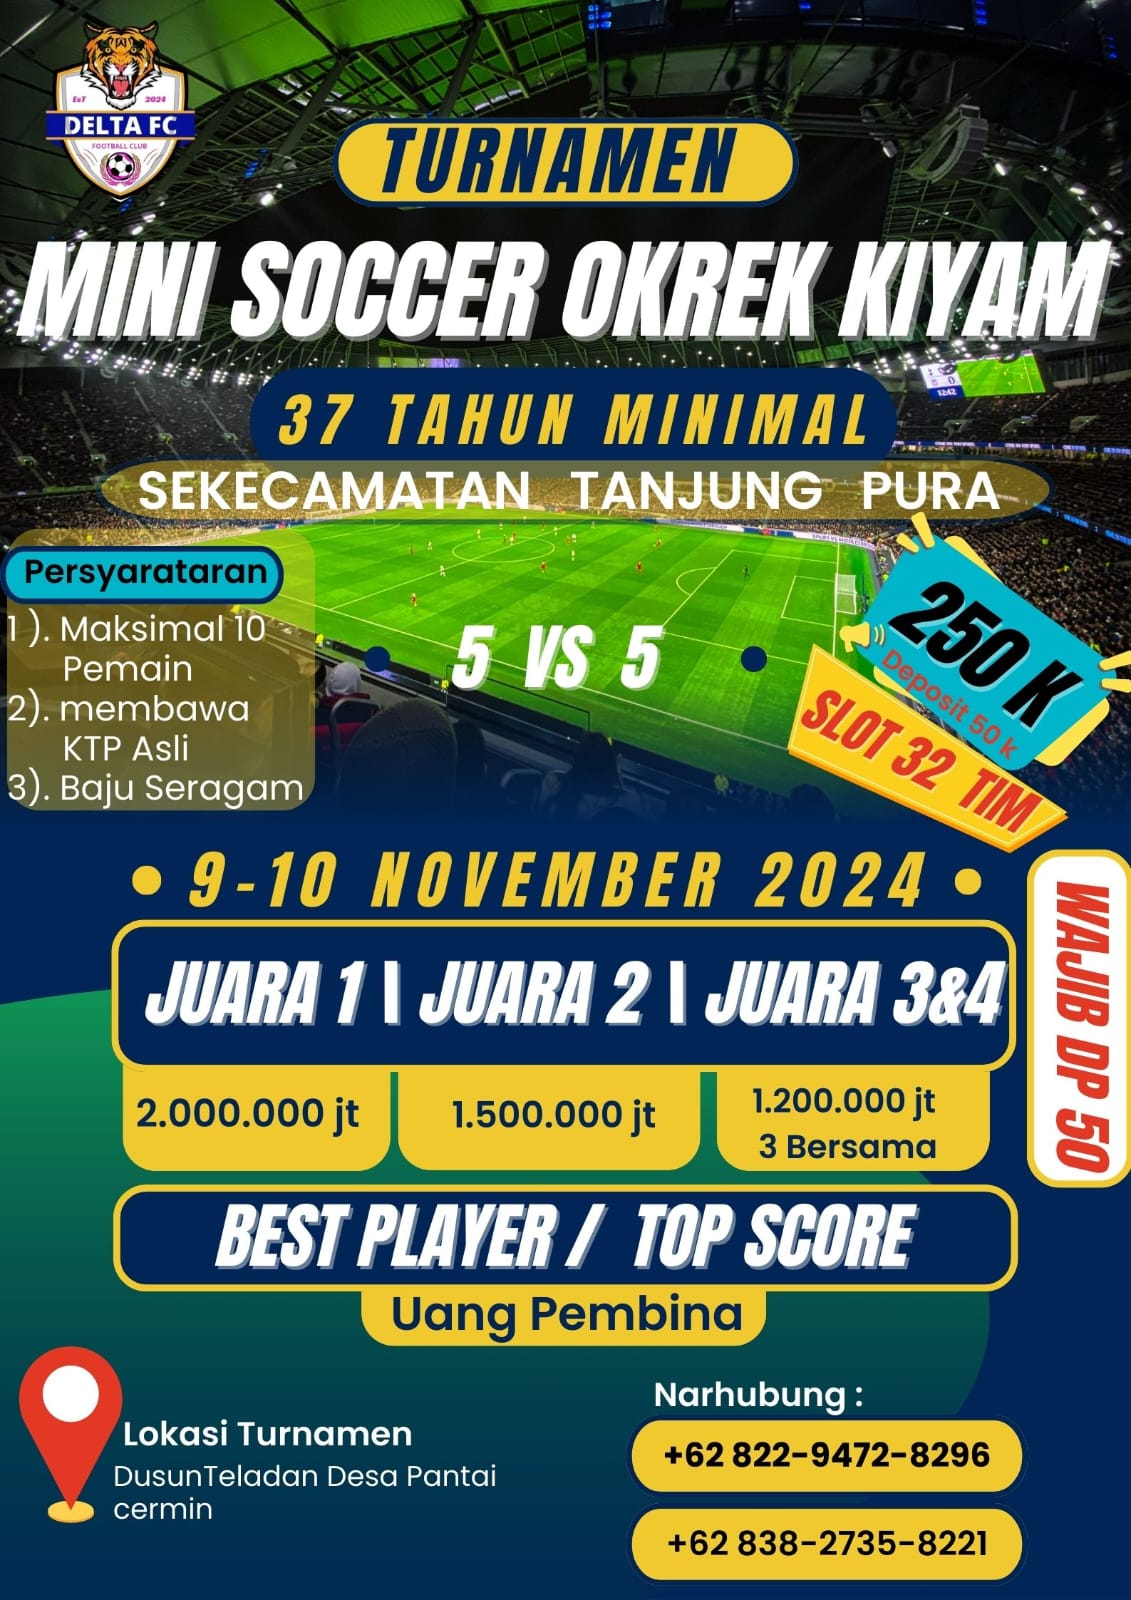 EsT 2024
DELTA FC
FOOTBALL CLUB
TURNAMEN
MINI SOCCER OKREK KIYAM
37 TAHUN MINIMAL
SEKECAMATAN TANJUNG PURA
Persyarataran
1 ). Maksimal 10
Pemain
2). membawa
KTP Asli
3). Baju Seragam
5 VS 5
250 K
Deposit 50 k
SLOT 32 TIM
9-10 NOVEMBER 2024
WAJIB DP 50
JUARA 1 \ JUARA 2 \ JUARA 3&4
2.000.000 jt
1.500.000 jt
1.200.000 jt
3 Bersama
BEST PLAYER / TOP SCORE
Uang Pembina
Lokasi Turnamen
DusunTeladan Desa Pantai
cermin
Narhubung :
+62 822-9472-8296
+62 838-2735-8221